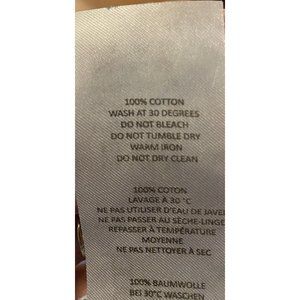 100% COTTON
WASH AT 30 DEGREES
DO NOT BLEACH
DO NOT TUMBLE DRY
WARM IRON
DO NOT DRY CLEAN
100% COTON
LAVAGE À 30 °C
NE PAS UTILISER D'EAU DE JAVEL
NE PAS PASSER AU SÈCHE-LINGE
REPASSER À TEMPÉRATURE
MOYENNE
NE PAS NETTOYER À SEC
100% BAUMWOLLE
BEI 30°C WASCHEN